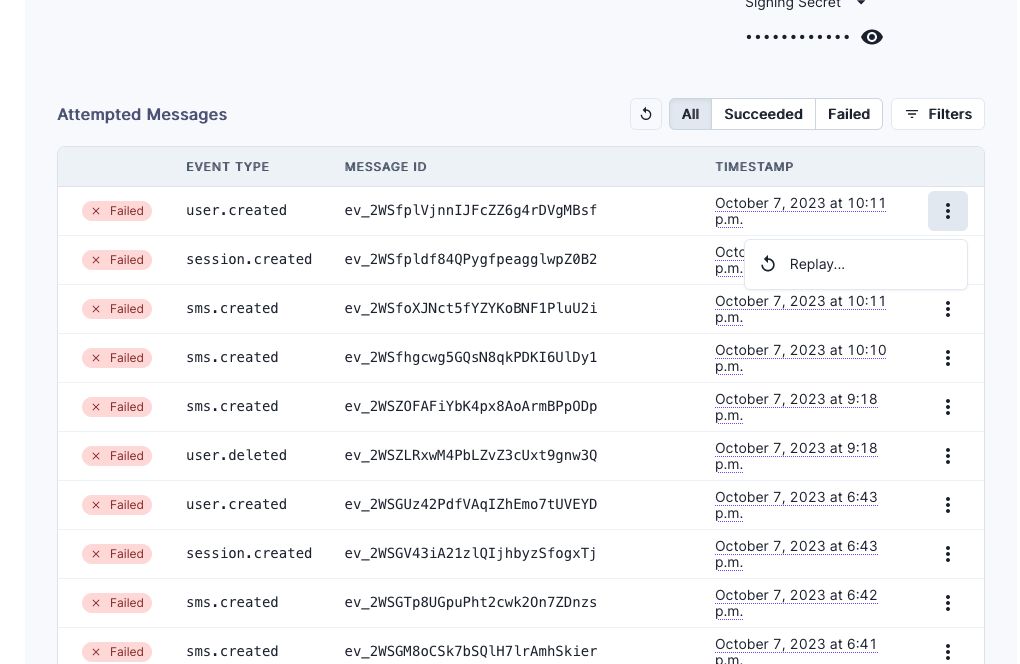 Signing Secret
Attempted Messages
All
Succeeded
Failed
Filters
EVENT TYPE MESSAGE ID TIMESTAMP
Failed user.created ev_2WSfplVjnnIJFcZZ6g4rDVgMBsf October 7, 2023 at 10:11
p.m.
Failed session.created ev_2WSfpldf84QPygfpeagglwpZ0B2 Octo
p.m.
Replay...
Failed sms.created ev_2WSfoXJNct5fYZYKoBNF1PluU2i October 7, 2023 at 10:11
p.m.
Failed sms.created ev_2WSfhgcwg5GQsN8qkPDKI6UlDy1 October 7, 2023 at 10:10
p.m.
Failed sms.created ev_2WSZOFAFiYbK4px8AoArmBPpODp October 7, 2023 at 9:18
p.m.
Failed user.deleted ev_2WSZLRxwM4PbLZvZ3cUxt9gnw3Q October 7, 2023 at 9:18
p.m.
Failed user.created ev_2WSGUz42PdfVAqIZhEmo7tUVEYD October 7, 2023 at 6:43
p.m.
Failed session.created ev_2WSGV43iA21zlQIjhbyzSfogxTj October 7, 2023 at 6:43
p.m.
Failed sms.created ev_2WSGTp8UGpuPht2cwk2On7ZDnzs October 7, 2023 at 6:42
p.m.
Failed sms.created ev_2WSGM8oCSk7bSQlH7lrAmhSkier October 7, 2023 at 6:41
p.m.